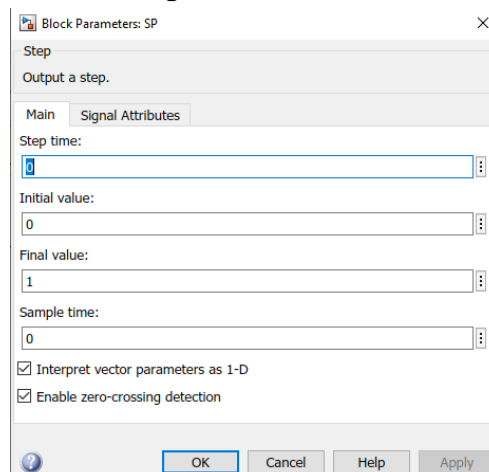 Block Parameters: SP
Step
Output a step.
Main Signal Attributes
Step time:
0
Initial value:
0
Final value:
1
Sample time:
0
Interpret vector parameters as 1-D
Enable zero-crossing detection
OK Cancel Help Apply